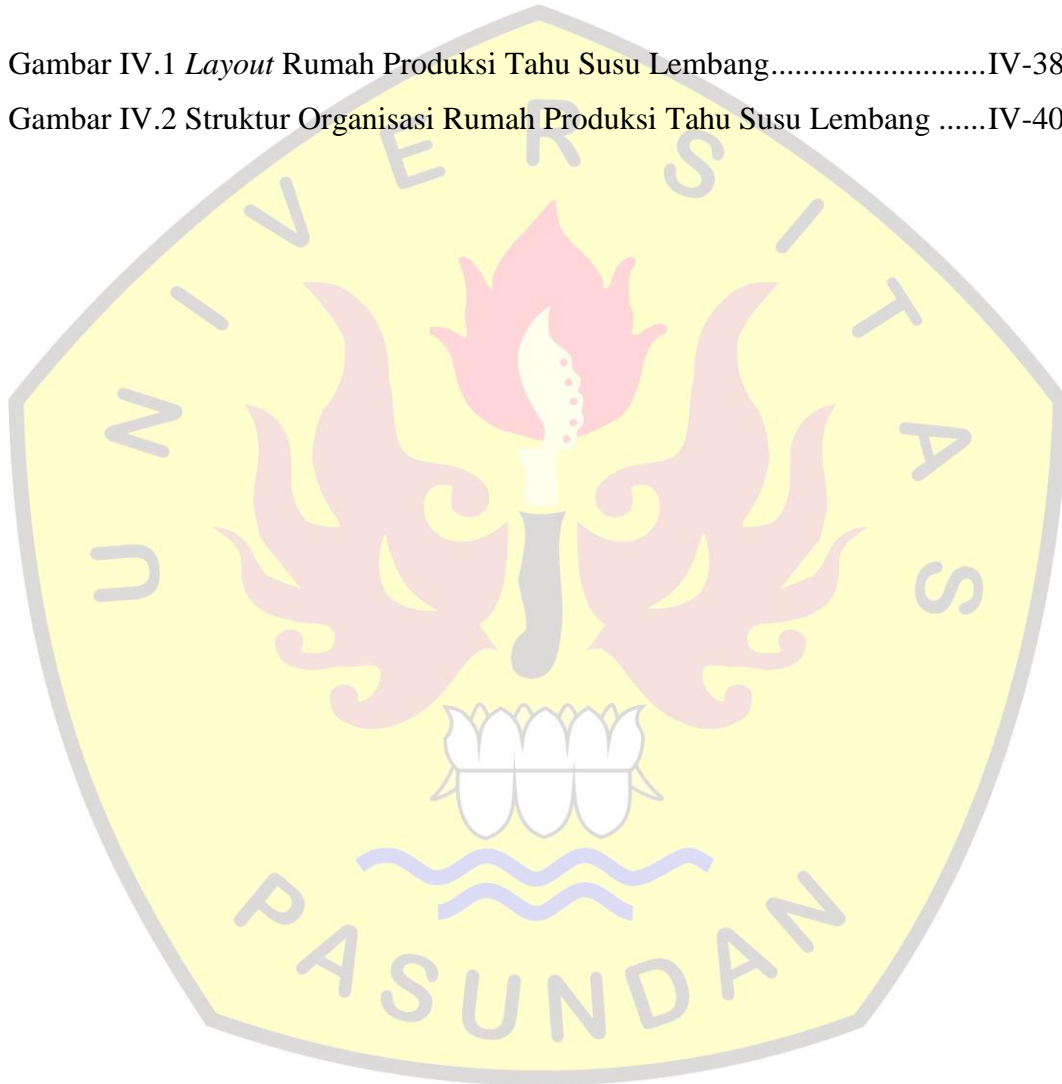 Gambar IV.1 Layout Rumah Produksi Tahu Susu Lembang...........................IV-38
Gambar IV.2 Struktur Organisasi Rumah Produksi Tahu Susu Lembang ......IV-40
UNIVERSITAS
PASUNDAN